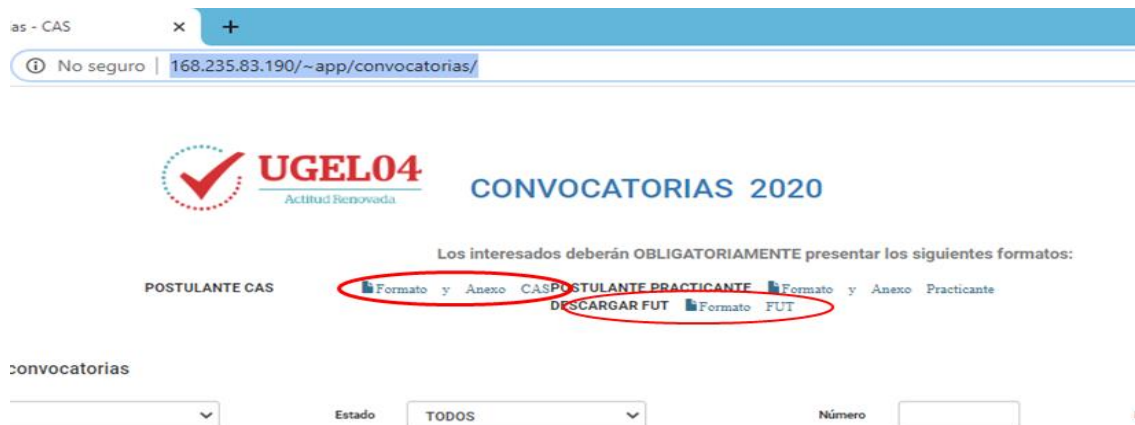 as - CAS
No seguro | 168.235.83.190/~app/convocatorias/
UGEL04
Actitud Renovada
CONVOCATORIAS 2020
Los interesados deberán OBLIGATORIAMENTE presentar los siguientes formatos:
POSTULANTE CAS Formato y Anexo CAS POSTULANTE PRACTICANTE Formato y Anexo Practicante
DESCARGAR FUT Formato FUT
convocatorias
Estado TODOS Número